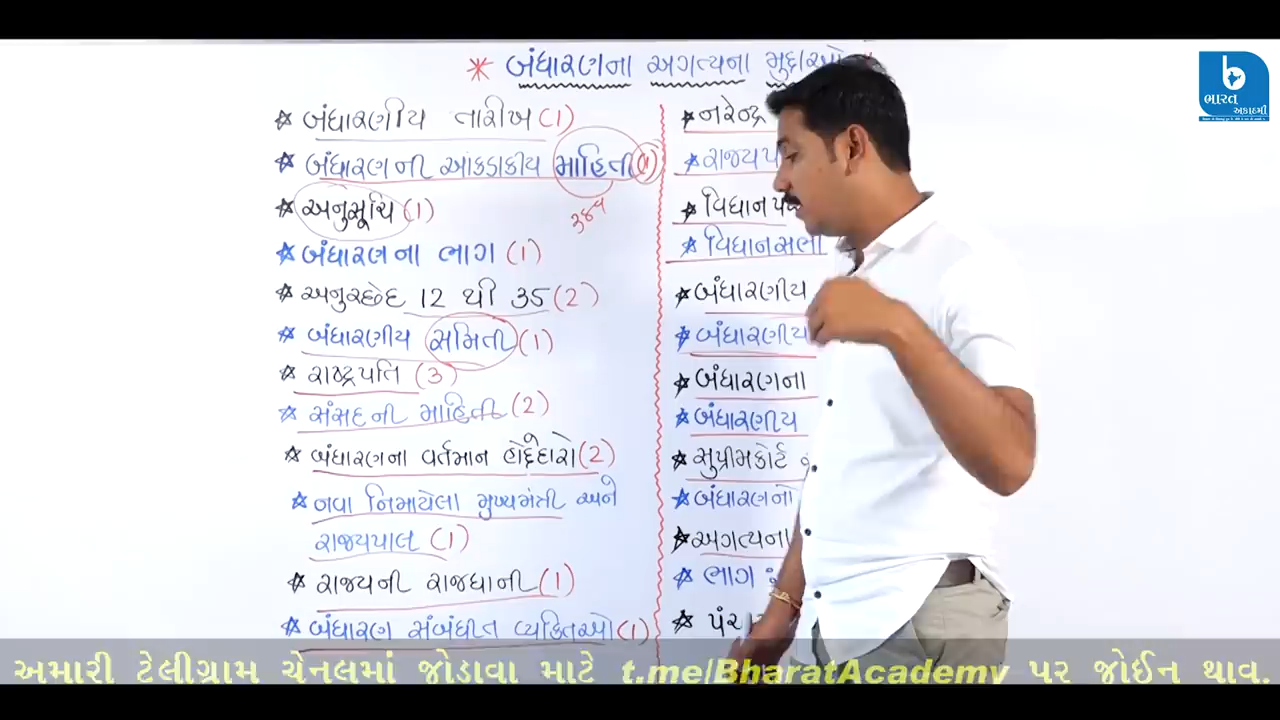 * બંધારણના અગત્યના મુદ્દાઓ
* બંધારણીય તારીખ (1)
* બંધારણની આંકડાકીય માહિતી (1)
* અનુસૂચિ (1)
* બંધારણના ભાગ (1)
* અનુચ્છેદ 12 થી 35 (2)
* બંધારણીય સમિતી (1)
* રાષ્ટ્રપતિ (3)
* સંસદની માહિતી (2)
* બંધારણના વર્તમાન હોદ્દેદારો (2)
* નવા નિમાયેલા મુખ્યમંત્રી અને
રાજ્યપાલ (1)
* રાજ્યની રાજધાની (1)
* બંધારણ સંબંધીત વ્યક્તિઓ (1)
* નરેન્દ્ર
* રાજ્યપ
* વિધાન પ
* વિધાનસભા
* બંધારણીય
* બંધારણીય
* બંધારણના
* બંધારણીય
* સુપ્રીમકોર્ટ
* બંધારણનો
* અગત્યના
* ભાગ
* પંચા
ભારત
અકાદમી
અમારી ટેલીગ્રામ ચેનલમાં જોડાવા માટે t.me/BharatAcademy પર જોઈન થાવ.